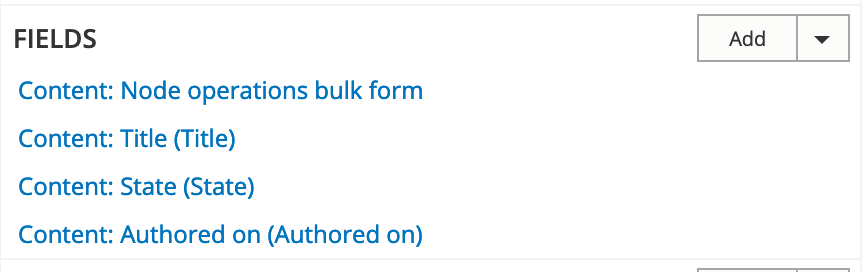 FIELDS
Add
Content: Node operations bulk form
Content: Title (Title)
Content: State (State)
Content: Authored on (Authored on)